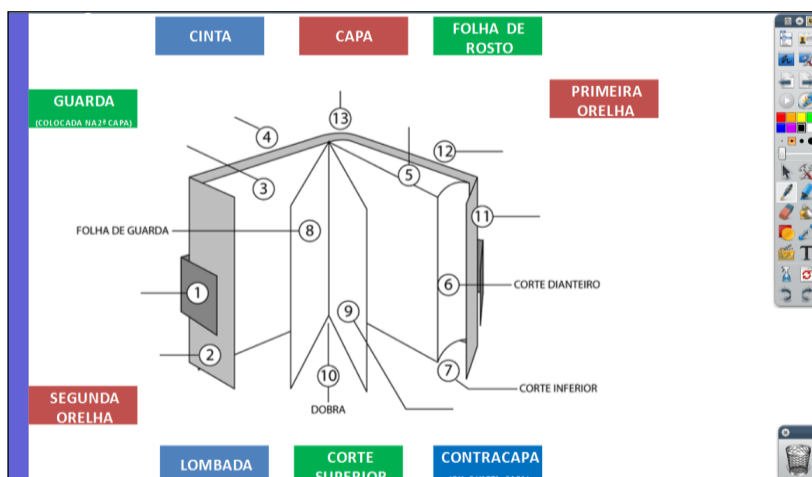 CINTA
CAPA
FOLHA DE
ROSTO
GUARDA
(COLOCADA NA 2ª CAPA)
PRIMEIRA
ORELHA
13
4
12
5
3
11
FOLHA DE GUARDA
8
6
CORTE DIANTEIRO
1
9
2
10
7
DOBRA
CORTE INFERIOR
SEGUNDA
ORELHA
LOMBADA
CORTE
SUPERIOR
CONTRACAPA
T